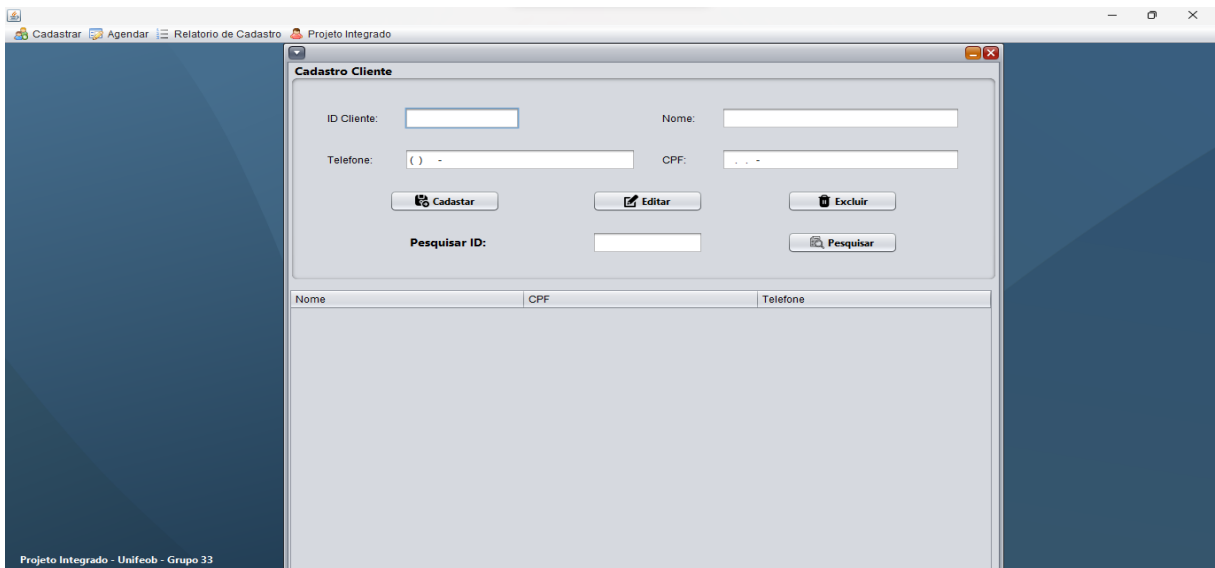 Cadastrar Agendar Relatorio de Cadastro Projeto Integrado
Cadastro Cliente
ID Cliente: Nome:
Telefone: ( ) - CPF: . . -
Cadastar Editar Excluir
Pesquisar ID: Pesquisar
Nome CPF Telefone
Projeto Integrado - Unifeob - Grupo 33